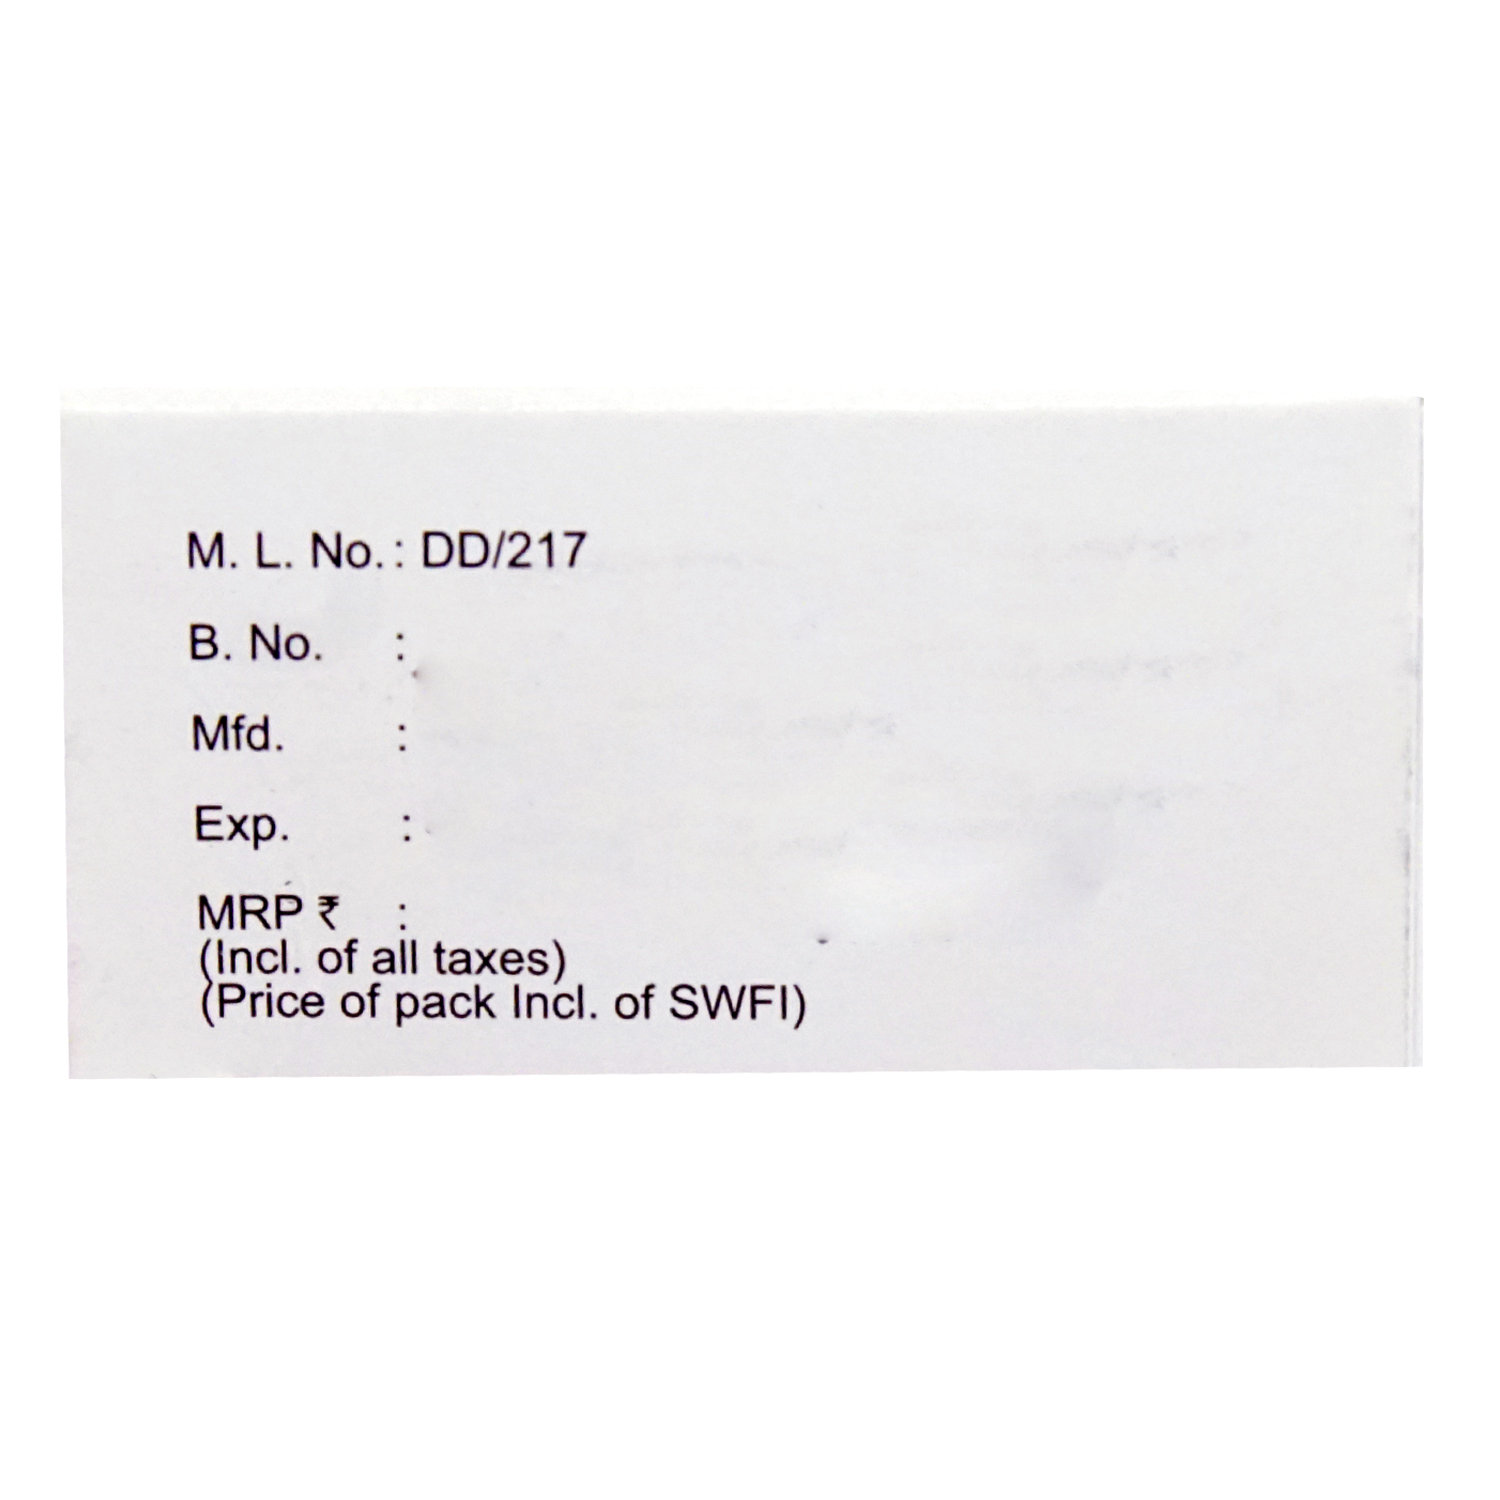 M. L. No. : DD/217
B. No. :
Mfd. :
Exp. :
MRP ₹ :
(Incl. of all taxes)
(Price of pack Incl. of SWFI)